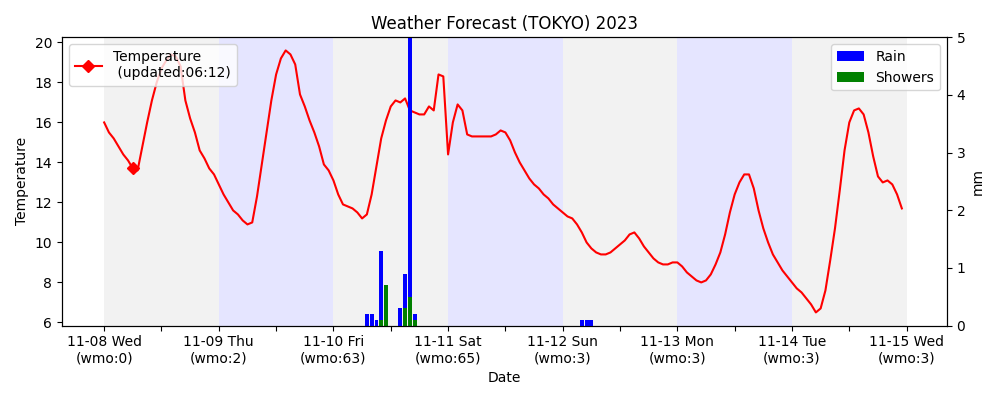 Weather Forecast (TOKYO) 2023
Temperature
(updated:06:12)
Rain
Showers
20
18
16
14
12
10
8
6
Temperature
5
4
3
2
1
0
mm
11-08 Wed
(wmo:0)
11-09 Thu
(wmo:2)
11-10 Fri
(wmo:63)
11-11 Sat
(wmo:65)
11-12 Sun
(wmo:3)
11-13 Mon
(wmo:3)
11-14 Tue
(wmo:3)
11-15 Wed
(wmo:3)
Date